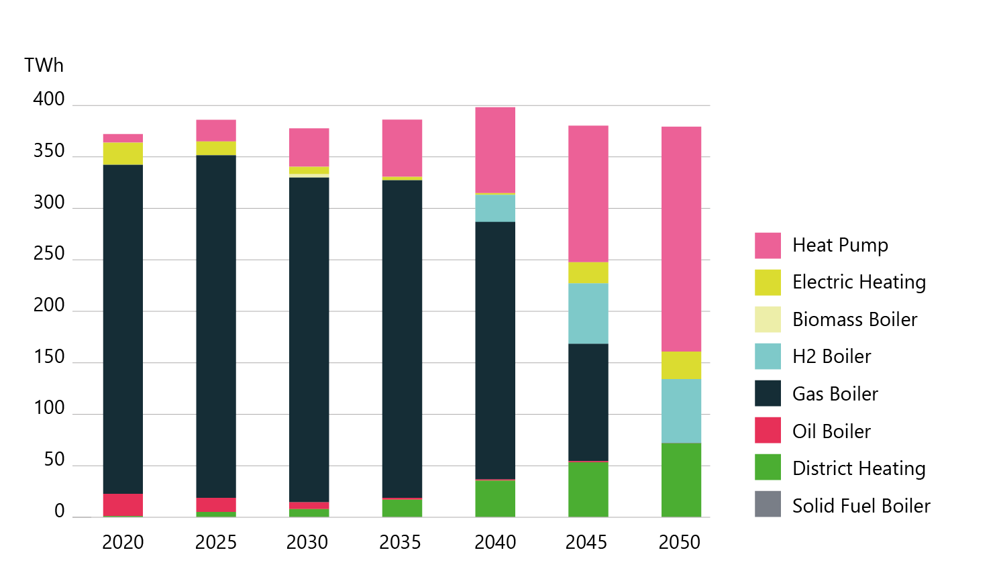 TWh
400
350
300
250
200
150
100
50
0
2020 2025 2030 2035 2040 2045 2050
Heat Pump
Electric Heating
Biomass Boiler
H2 Boiler
Gas Boiler
Oil Boiler
District Heating
Solid Fuel Boiler